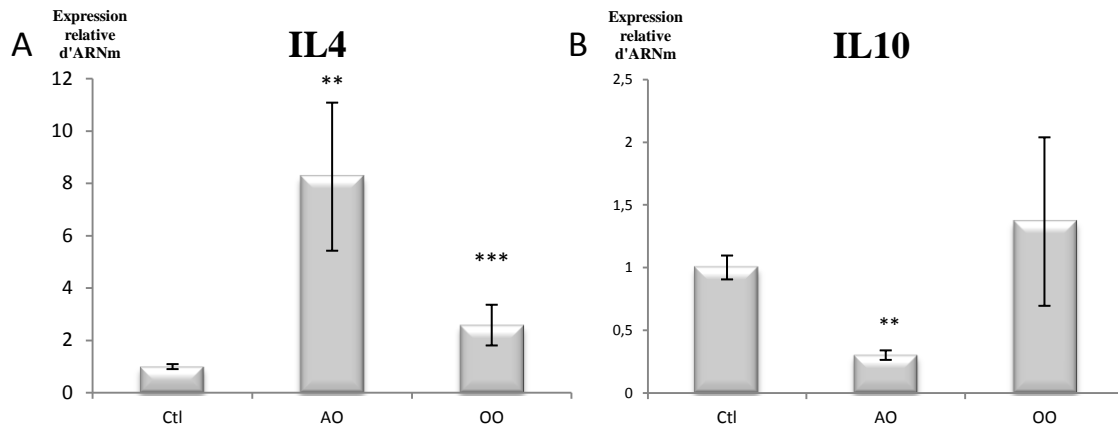 A
Expression
relative
d'ARNm
IL4
12
10
8
6
4
2
0
**
***
Ctl
AO
OO
B
Expression
relative
d'ARNm
IL10
2,5
2
1,5
1
0,5
0
**
Ctl
AO
OO